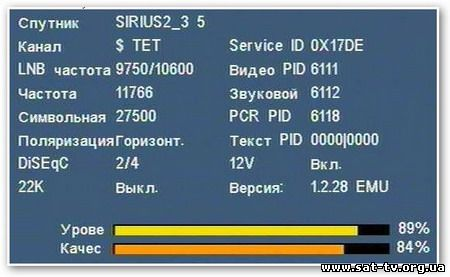 Спутник SIRIUS2_3 5
Канал $ TET Service ID 0X17DE
LNB частота 9750/10600 Видео PID 6111
Частота 11766 Звуковой 6112
Символьная 27500 PCR PID 6118
Поляризация Горизонт. Текст PID 0000|0000
DiSEqC 2/4 12V Вкл.
22K Выкл. Версия: 1.2.28 EMU
Урове 89%
Качес 84%
www.sat-tv.org.ua